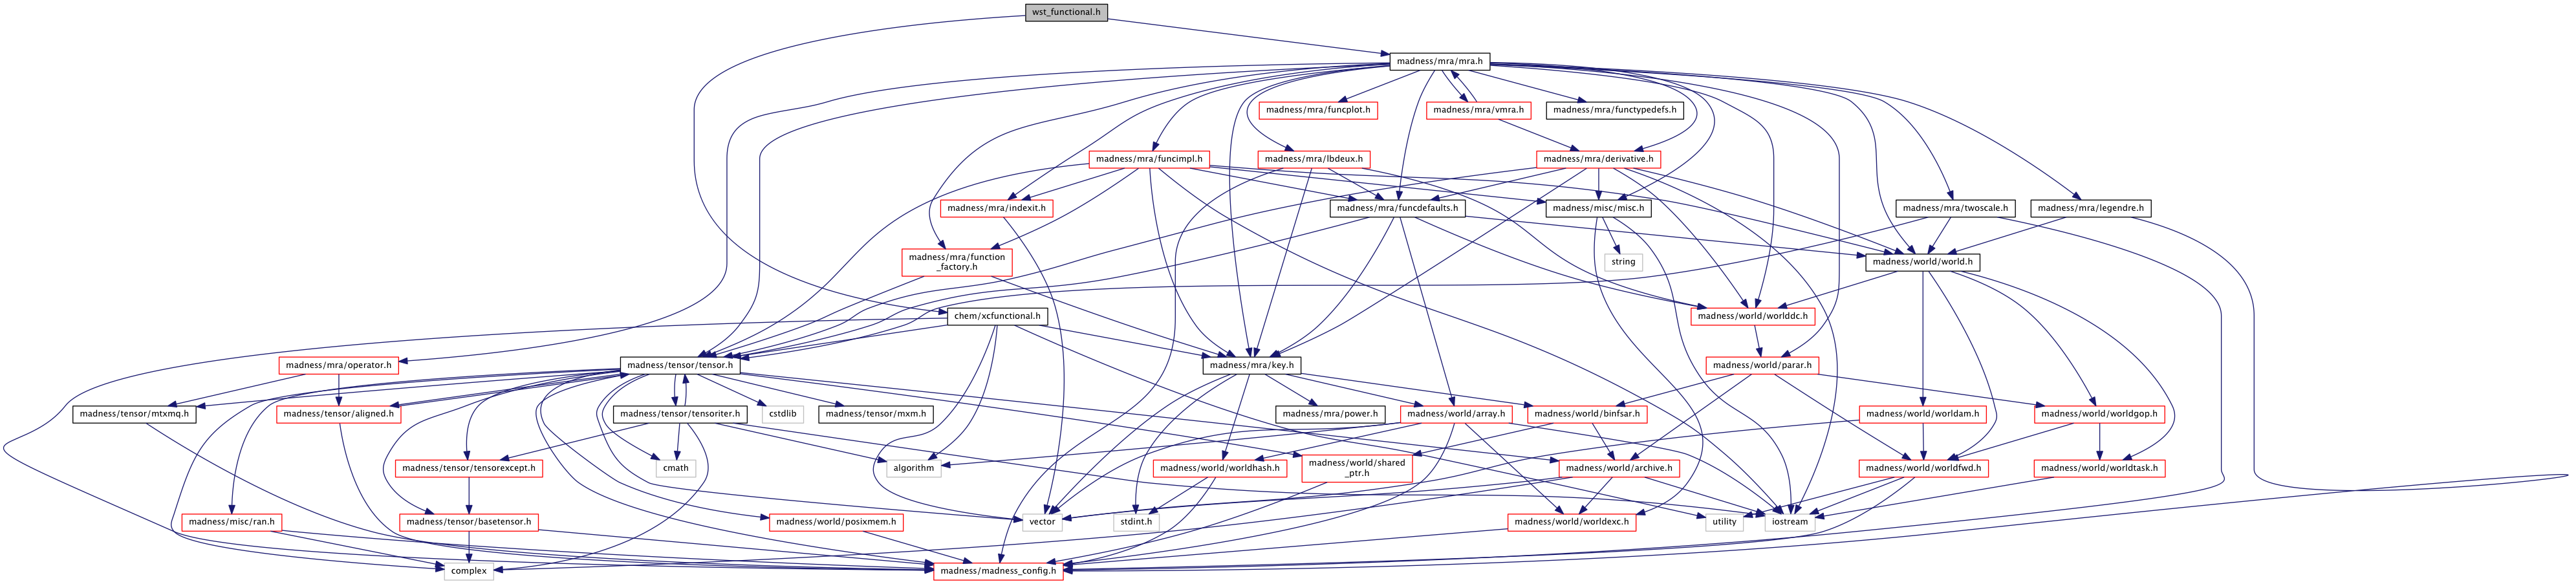 wst_functional.h
madness/mra/mra.h
madness/mra/funcplot.h
madness/mra/vmra.h
madness/mra/functypedefs.h
madness/mra/funcimpl.h
madness/mra/lbdeux.h
madness/mra/derivative.h
madness/mra/indexit.h
madness/mra/funcdefaults.h
madness/misc/misc.h
madness/mra/twoscale.h
madness/mra/legendre.h
madness/mra/function
_factory.h
string
madness/world/world.h
chem/xcfunctional.h
madness/world/worlddc.h
madness/mra/operator.h
madness/tensor/tensor.h
madness/mra/key.h
madness/world/parar.h
madness/tensor/mtxmq.h
madness/tensor/aligned.h
madness/tensor/tensoriter.h
cstdlib
madness/tensor/mxm.h
madness/mra/power.h
madness/world/array.h
madness/world/binfsar.h
madness/world/worldam.h
madness/world/worldgop.h
madness/tensor/tensorexcept.h
cmath
algorithm
madness/world/worldhash.h
madness/world/shared
_ptr.h
madness/world/archive.h
madness/world/worldfwd.h
madness/world/worldtask.h
madness/misc/ran.h
madness/tensor/basetensor.h
madness/world/posixmem.h
vector
stdint.h
madness/world/worldexc.h
utility
iostream
complex
madness/madness_config.h